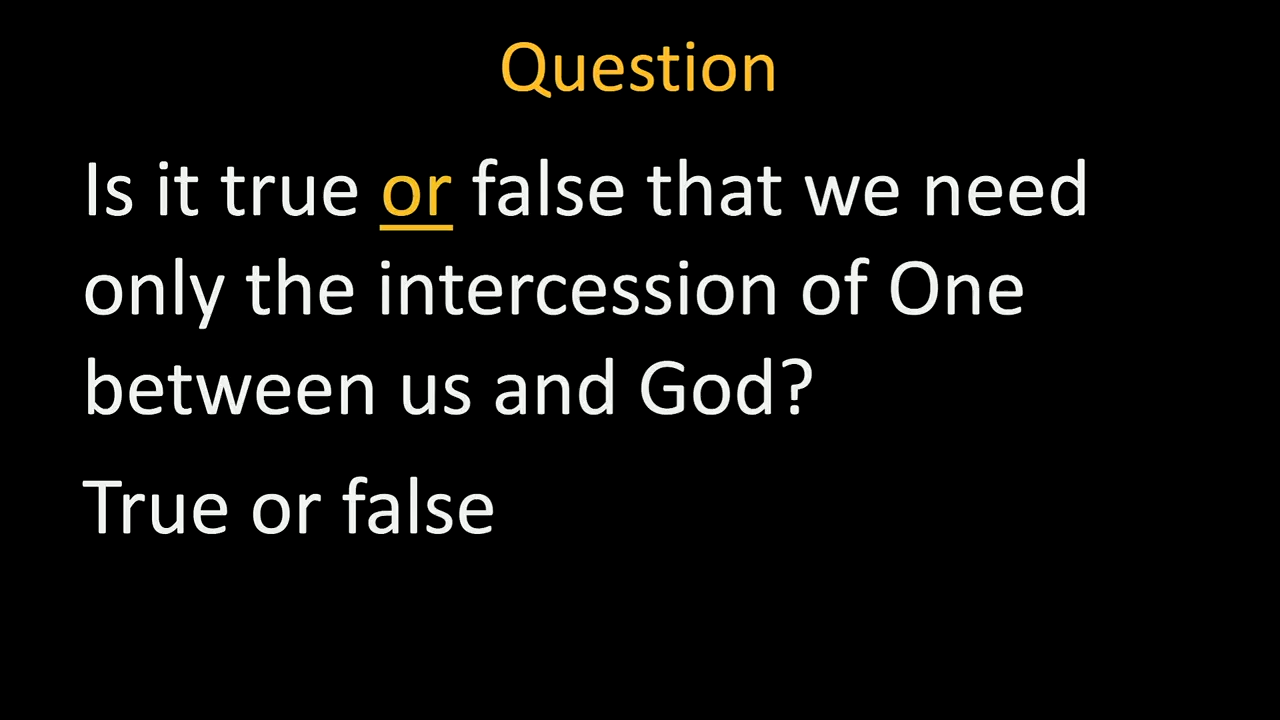 Question
Is it true or false that we need
only the intercession of One
between us and God?
True or false